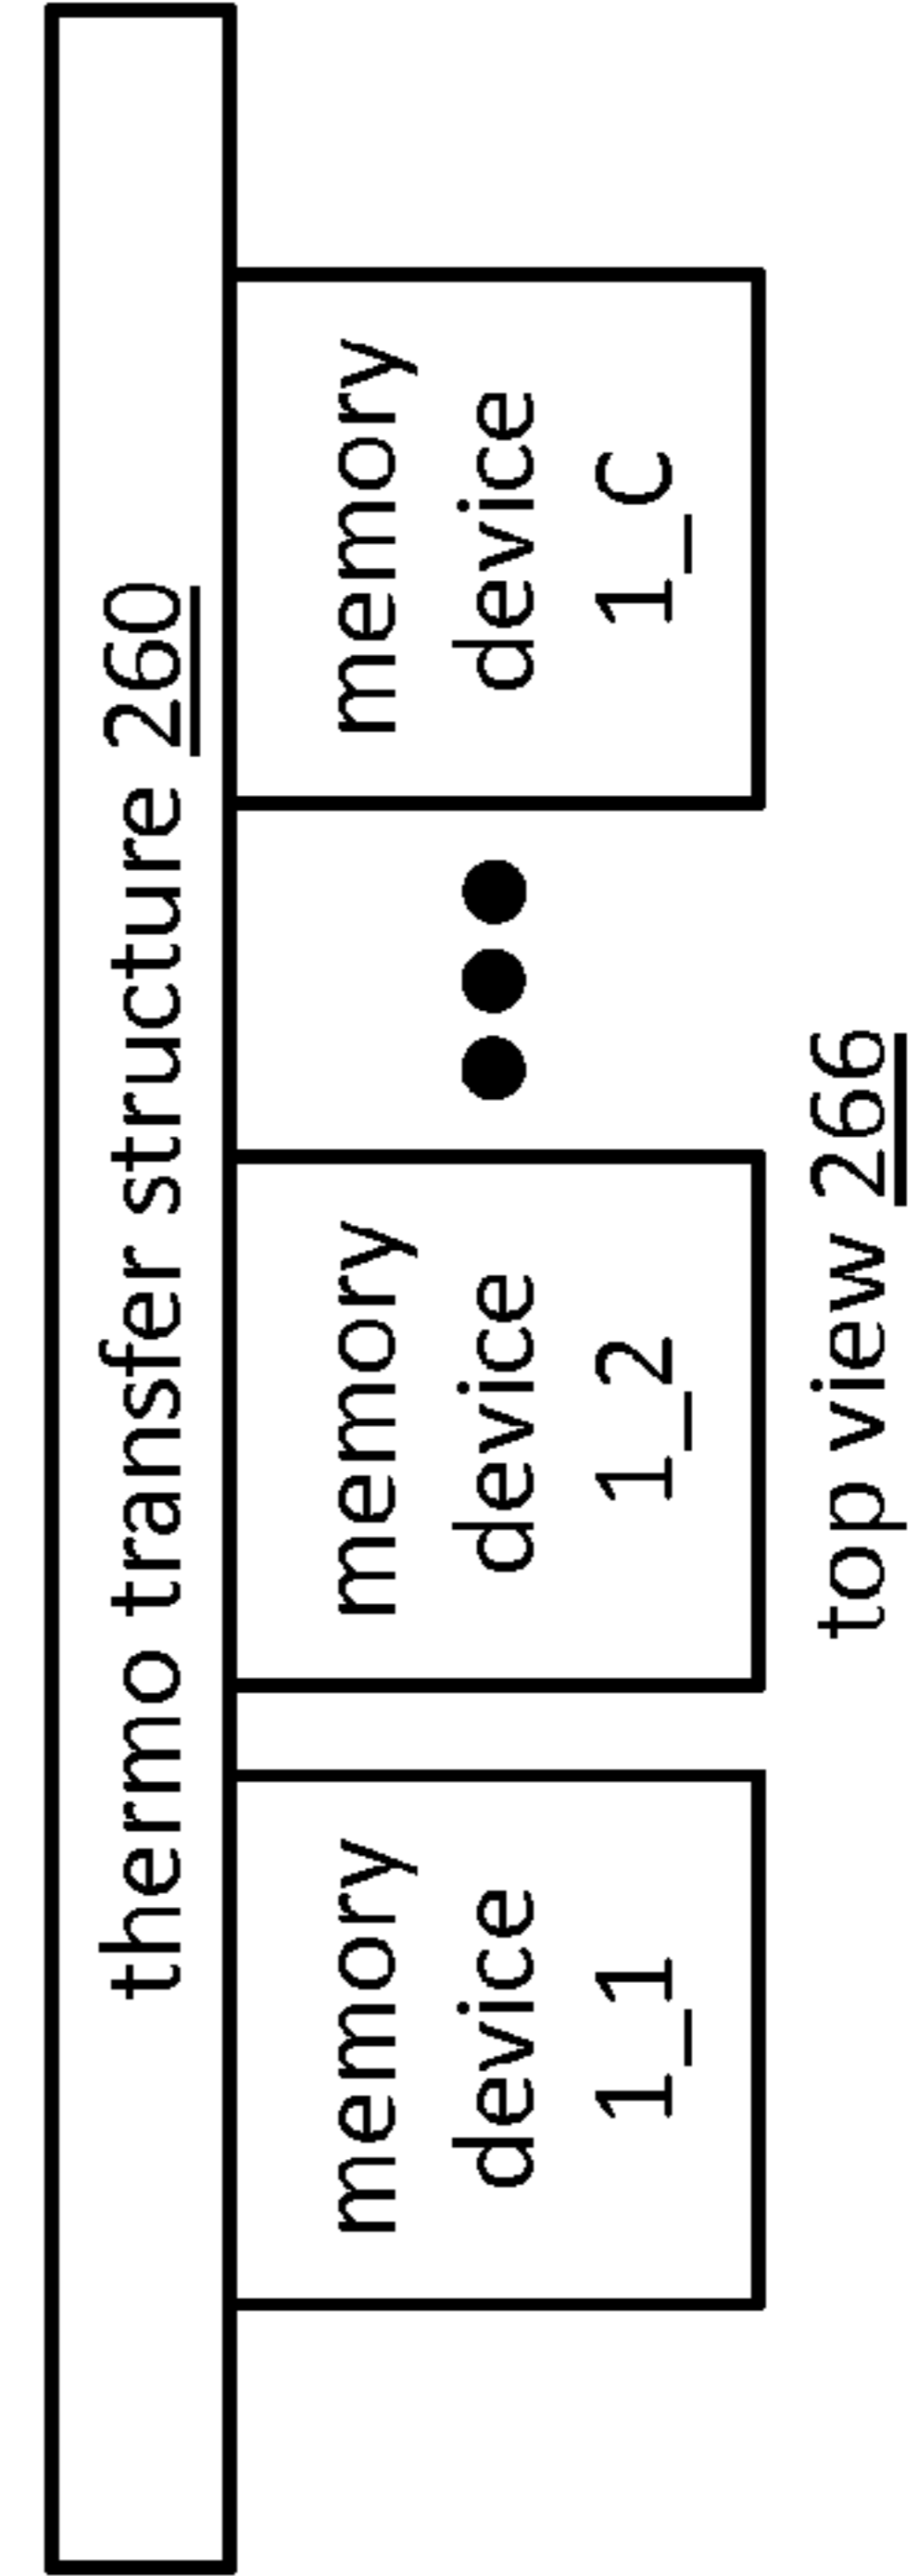 thermo transfer structure 260
memory
device
1_1
memory
device
1_2
memory
device
1_C
top view 266